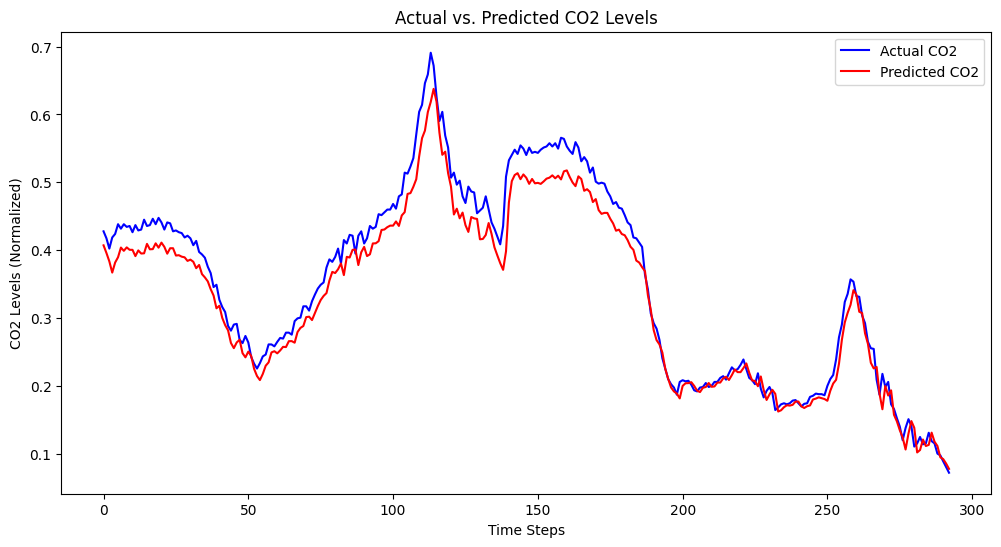 Actual vs. Predicted CO2 Levels
Actual CO2
Predicted CO2
CO2 Levels (Normalized)
0.7
0.6
0.5
0.4
0.3
0.2
0.1
0 50 100 150 200 250 300
Time Steps